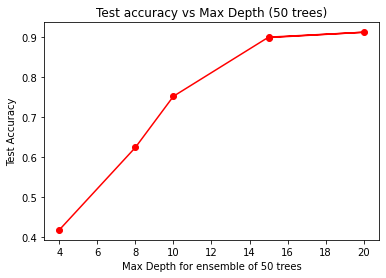 Test accuracy vs Max Depth (50 trees)
0.9
0.8
0.7
0.6
0.5
0.4
Test Accuracy
4 6 8 10 12 14 16 18 20
Max Depth for ensemble of 50 trees